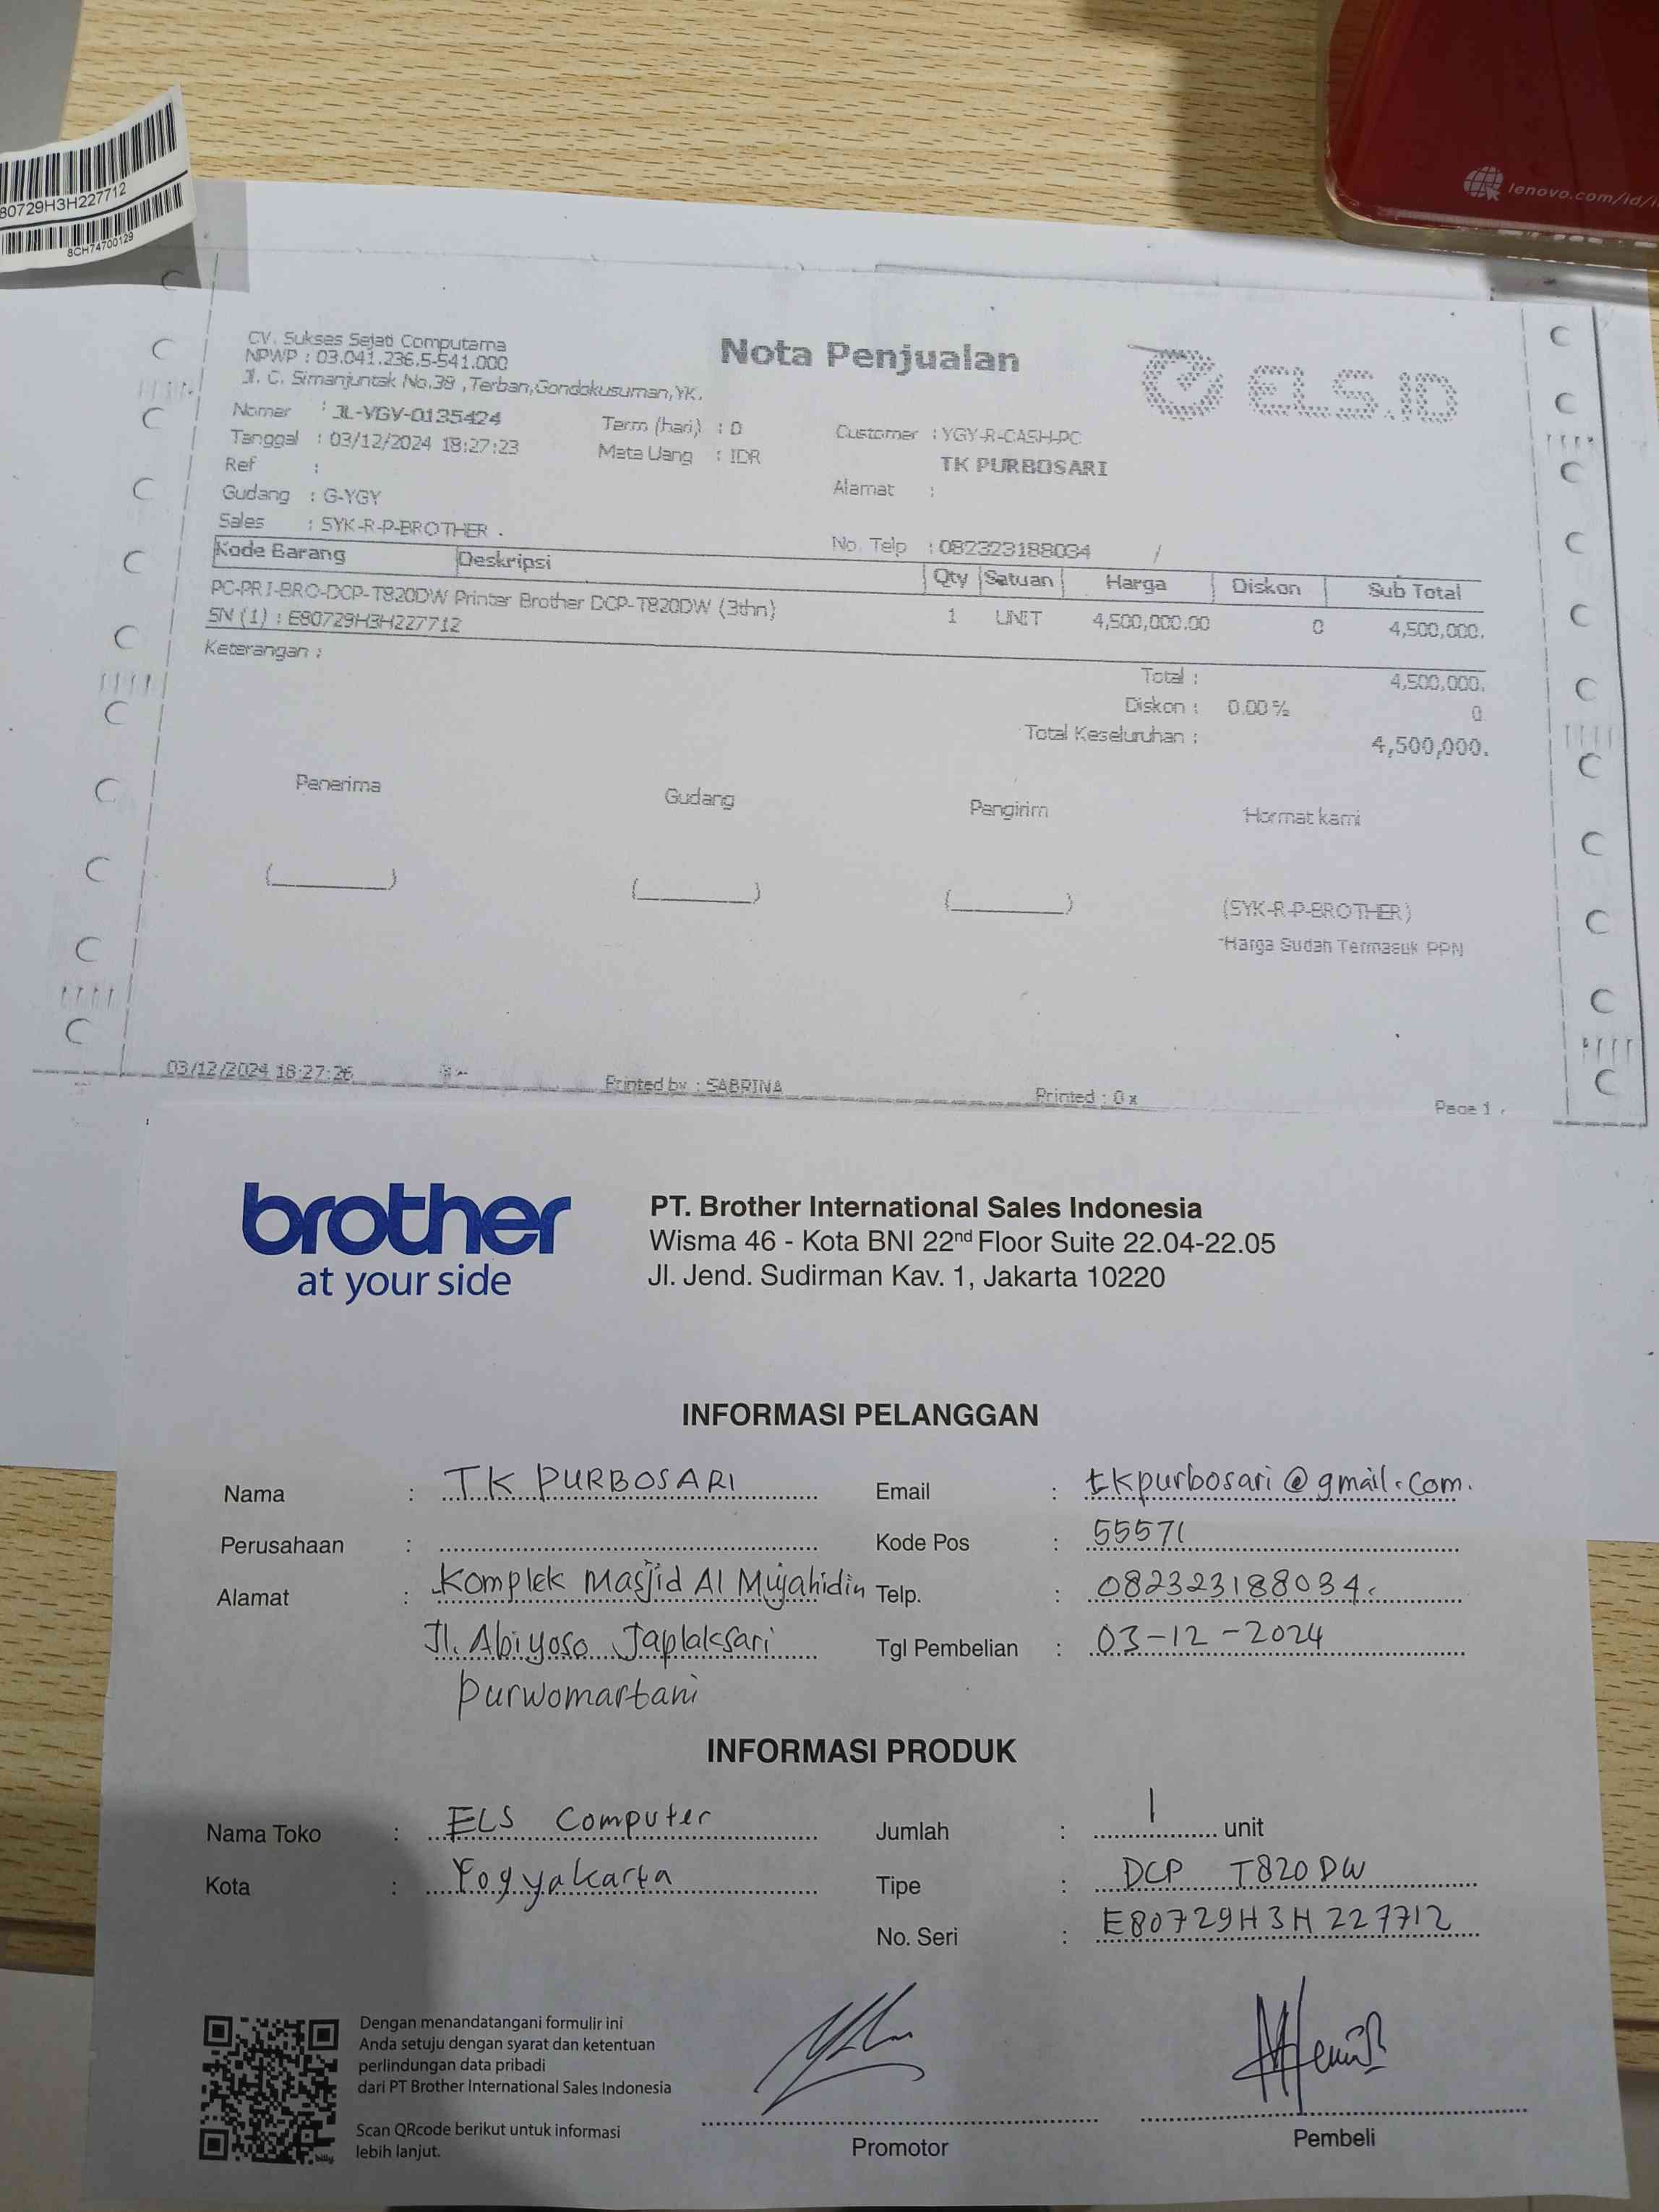 80729H3H227712
8CH74700129
lenovo.com/id/
CV. Sukses Sejati Computama
NPWP : 03.041.236.5-541.000
Jl. C. Simanjuntak No.38 ,Terban,Gondokusuman,YK.
Nota Penjualan
ELS.ID
Nomor : JL-YGY-0135424
Tanggal : 03/12/2024 18:27:23
Ref :
Gudang : G-YGY
Sales : SYK-R-P-BROTHER .
Term (hari) : 0
Mata Uang : IDR
Customer : YGY-R-CASH-PC
TK PURBOSARI
Alamat :
No. Telp : 082323188034 /
Kode Barang Deskripsi Qty Satuan Harga Diskon Sub Total
PC-PRI-BRO-DCP-T820DW Printer Brother DCP-T820DW (3thn) 1 UNIT 4,500,000.00 0 4,500,000.
SN (1) : E80729H3H227712
Keterangan :
Total : 4,500,000.
Diskon : 0.00 % 0
Total Keseluruhan : 4,500,000.
Penerima Gudang Pengirim Hormat kami
(SYK-R-P-BROTHER)
*Harga Sudah Termasuk PPN
03/12/2024 18:27:26 Printed by : SABRINA Printed : 0 x Page 1
brother
at your side
PT. Brother International Sales Indonesia
Wisma 46 - Kota BNI 22nd Floor Suite 22.04-22.05
Jl. Jend. Sudirman Kav. 1, Jakarta 10220
INFORMASI PELANGGAN
Nama : TK PURBOSARI
Perusahaan :
Alamat : Komplek Masjid Al Mujahidin
Jl. Abiyoso Japlaksari
Purwomartani
Email : tkpurbosari@gmail.com.
Kode Pos : 55571
Telp. : 082323188034.
Tgl Pembelian : 03-12-2024
INFORMASI PRODUK
Nama Toko : ELS Computer
Kota : Yogyakarta
Jumlah : 1 unit
Tipe : DCP T820DW
No. Seri : E80729H3H227712
Dengan menandatangani formulir ini
Anda setuju dengan syarat dan ketentuan
perlindungan data pribadi
dari PT Brother International Sales Indonesia
Scan QRcode berikut untuk informasi
lebih lanjut.
Promotor
Pembeli